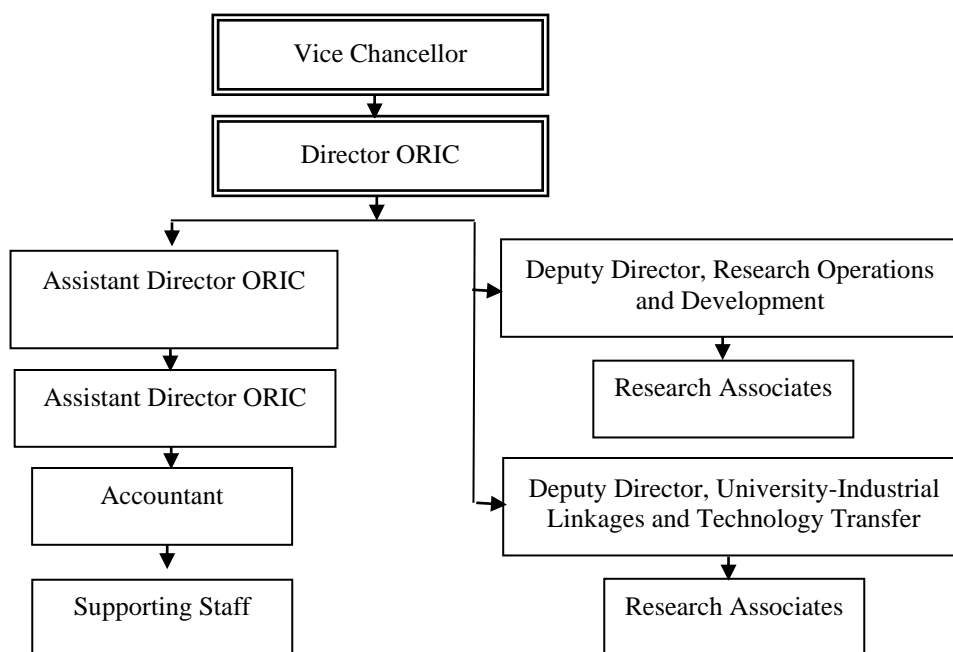 Vice Chancellor
Director ORIC
Assistant Director ORIC
Assistant Director ORIC
Accountant
Supporting Staff
Deputy Director, Research Operations
and Development
Research Associates
Deputy Director, University-Industrial
Linkages and Technology Transfer
Research Associates